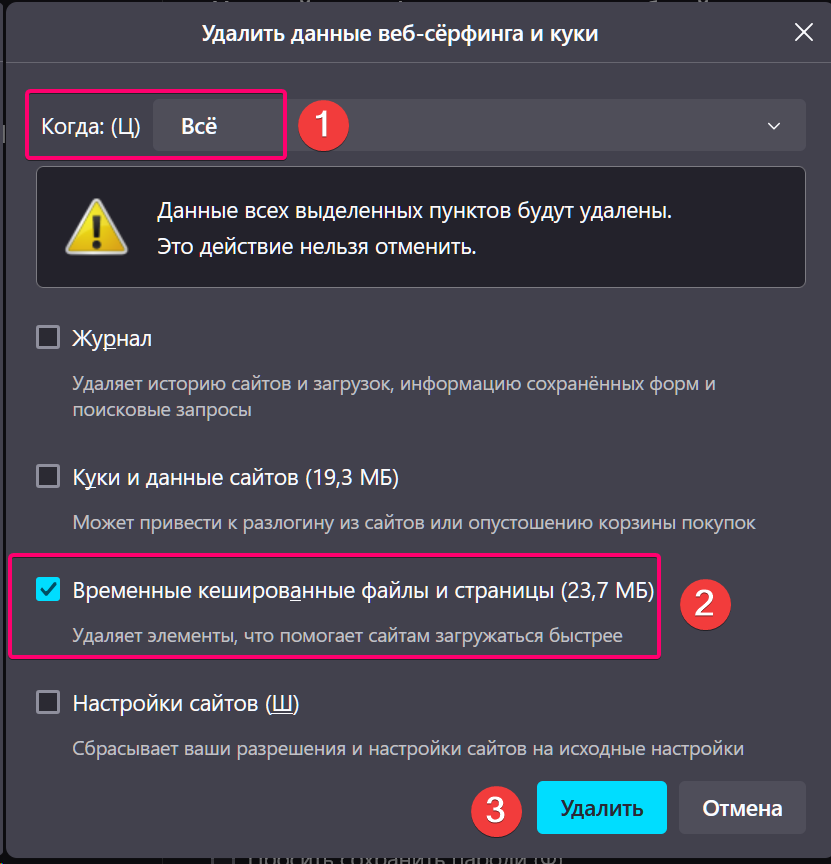 Удалить данные веб-сёрфинга и куки
Когда: (Ц) Всё 1
Данные всех выделенных пунктов будут удалены.
Это действие нельзя отменить.
Журнал
Удаляет историю сайтов и загрузок, информацию сохранённых форм и
поисковые запросы
Куки и данные сайтов (19,3 МБ)
Может привести к разлогину из сайтов или опустошению корзины покупок
Временные кешированные файлы и страницы (23,7 МБ)
2
Удаляет элементы, что помогает сайтам загружаться быстрее
Настройки сайтов (Ш)
Сбрасывает ваши разрешения и настройки сайтов на исходные настройки
3 Удалить Отмена